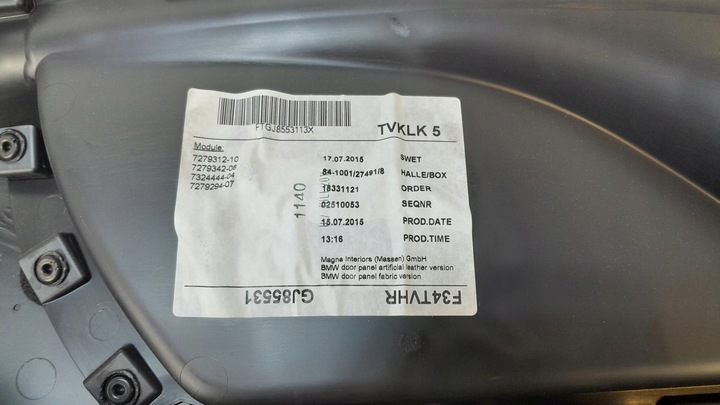 FTGJ8553113X
TVKLK 5
Module:
7279312-10
7279342-06
7324444-04
7279294-07
1140
17.07.2015 SWET
84-1001/27491/8 HALLE/BOX
18331121 ORDER
02510053 SEQNR
15.07.2015 PROD.DATE
13:16 PROD.TIME
Magna Interiors (Massen) GmbH
BMW door panel artificial leather version
BMW door panel fabric version
GJ85531
F34TVHR